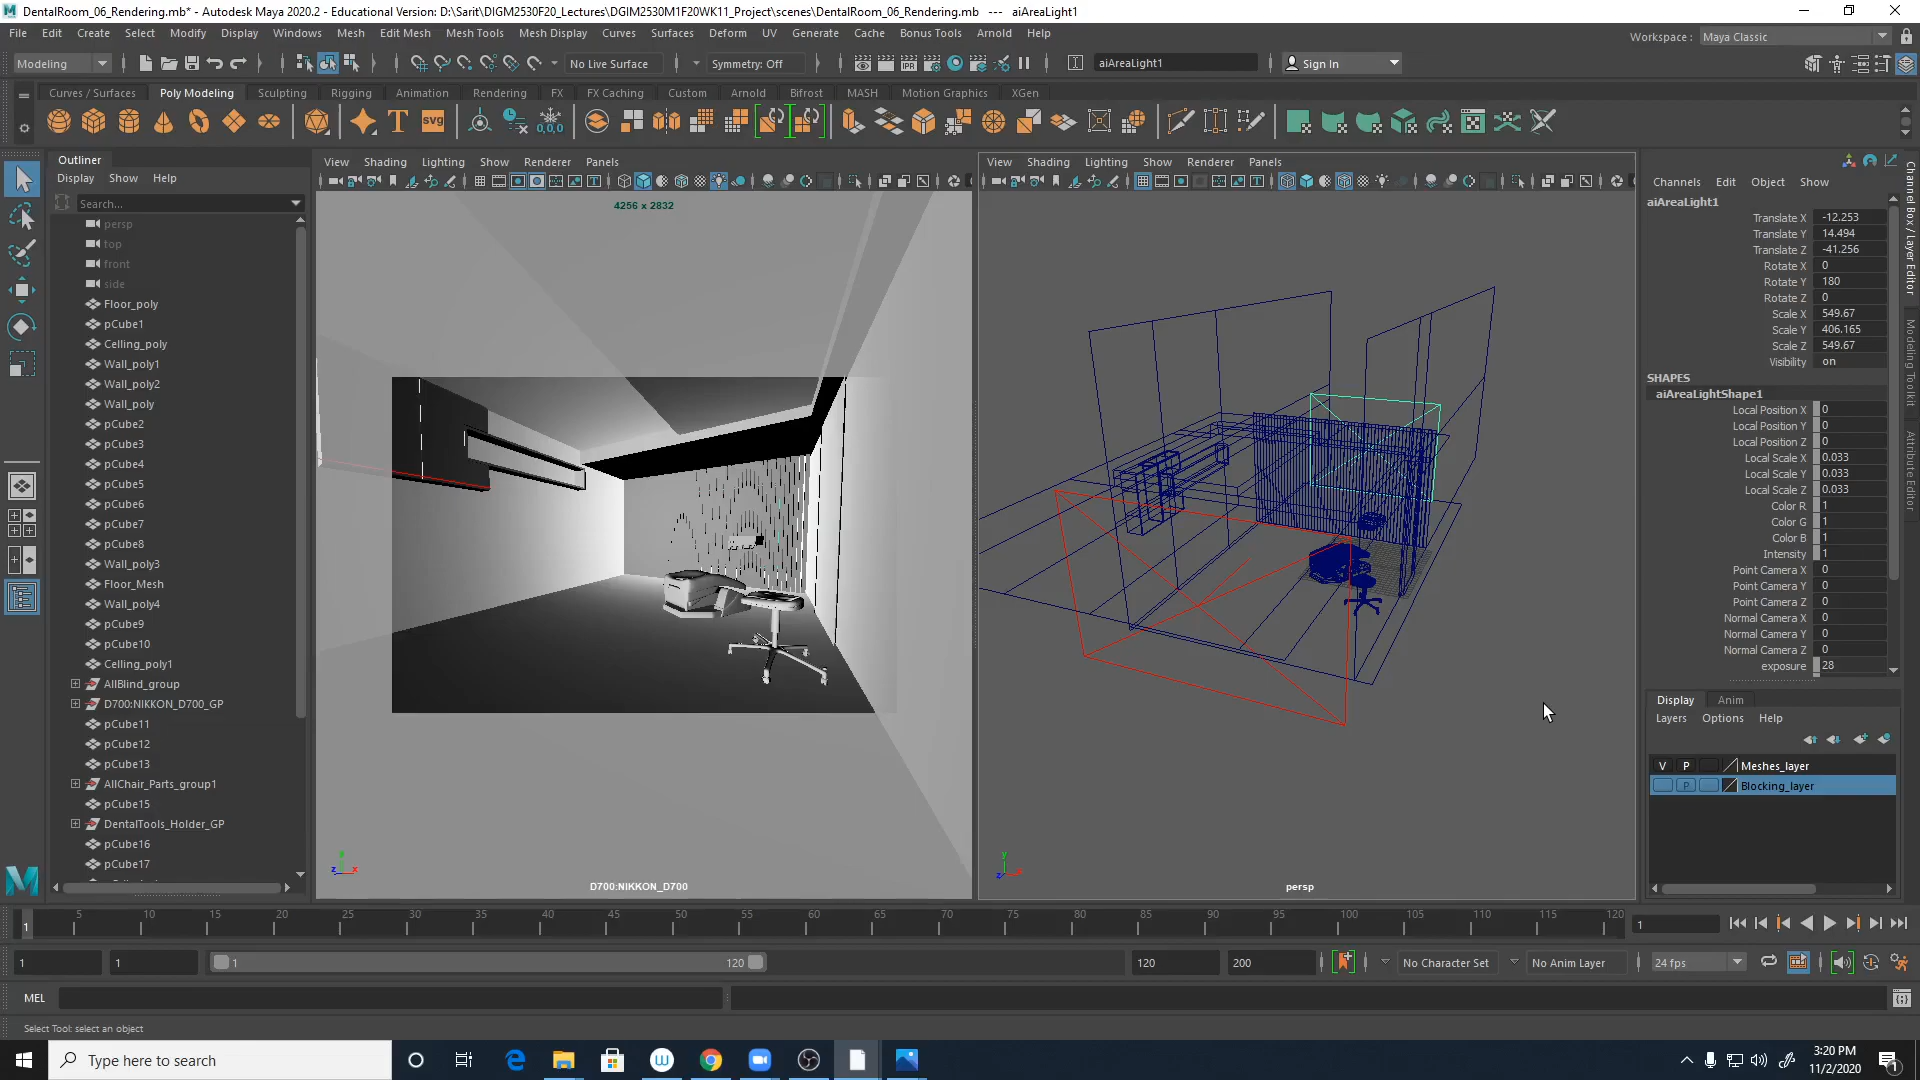 DentalRoom_06_Rendering.mb* - Autodesk Maya 2020.2 - Educational Version: D:\Sarit\DIGM2530F20_Lectures\DGIM2530M1F20WK11_Project\scenes\DentalRoom_06_Rendering.mb --- aiAreaLight1
File Edit Create Select Modify Display Windows Mesh Edit Mesh Mesh Tools Mesh Display Curves Surfaces Deform UV Generate Cache Bonus Tools Arnold Help
Workspace : Maya Classic
Modeling No Live Surface Symmetry: Off aiAreaLight1 Sign In
Curves / Surfaces Poly Modeling Sculpting Rigging Animation Rendering FX FX Caching Custom Arnold Bifrost MASH Motion Graphics XGen
Outliner
Display Show Help
Search...
persp
top
front
side
Floor_poly
pCube1
Celling_poly
Wall_poly1
Wall_poly2
Wall_poly
pCube2
pCube3
pCube4
pCube5
pCube6
pCube7
pCube8
Wall_poly3
Floor_Mesh
Wall_poly4
pCube9
pCube10
Celling_poly1
AllBlind_group
D700:NIKKON_D700_GP
pCube11
pCube12
pCube13
AllChair_Parts_group1
pCube15
DentalTools_Holder_GP
pCube16
pCube17
View Shading Lighting Show Renderer Panels
4256 x 2832
D700:NIKKON_D700
View Shading Lighting Show Renderer Panels
persp
Channels Edit Object Show
aiAreaLight1
Translate X -12.253
Translate Y 14.494
Translate Z -41.256
Rotate X 0
Rotate Y 180
Rotate Z 0
Scale X 549.67
Scale Y 406.165
Scale Z 549.67
Visibility on
SHAPES
aiAreaLightShape1
Local Position X 0
Local Position Y 0
Local Position Z 0
Local Scale X 0.033
Local Scale Y 0.033
Local Scale Z 0.033
Color R 1
Color G 1
Color B 1
Intensity 1
Point Camera X 0
Point Camera Y 0
Point Camera Z 0
Normal Camera X 0
Normal Camera Y 0
Normal Camera Z 0
exposure 28
Display Anim
Layers Options Help
V P Meshes_layer
P Blocking_layer
Channel Box / Layer Editor
Modeling Toolkit
Attribute Editor
1 5 10 15 20 25 30 35 40 45 50 55 60 65 70 75 80 85 90 95 100 105 110 115 120 1
1 1 1 120 120 200 No Character Set No Anim Layer 24 fps
MEL
Select Tool: select an object
Type here to search
3:20 PM
11/2/2020